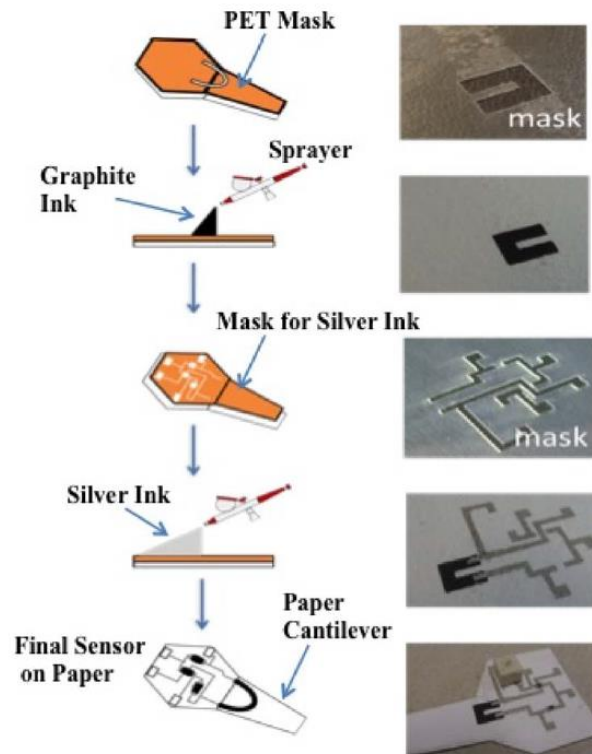 PET Mask
mask
Sprayer
Graphite
Ink
Mask for Silver Ink
mask
Silver Ink
Paper
Cantilever
Final Sensor
on Paper